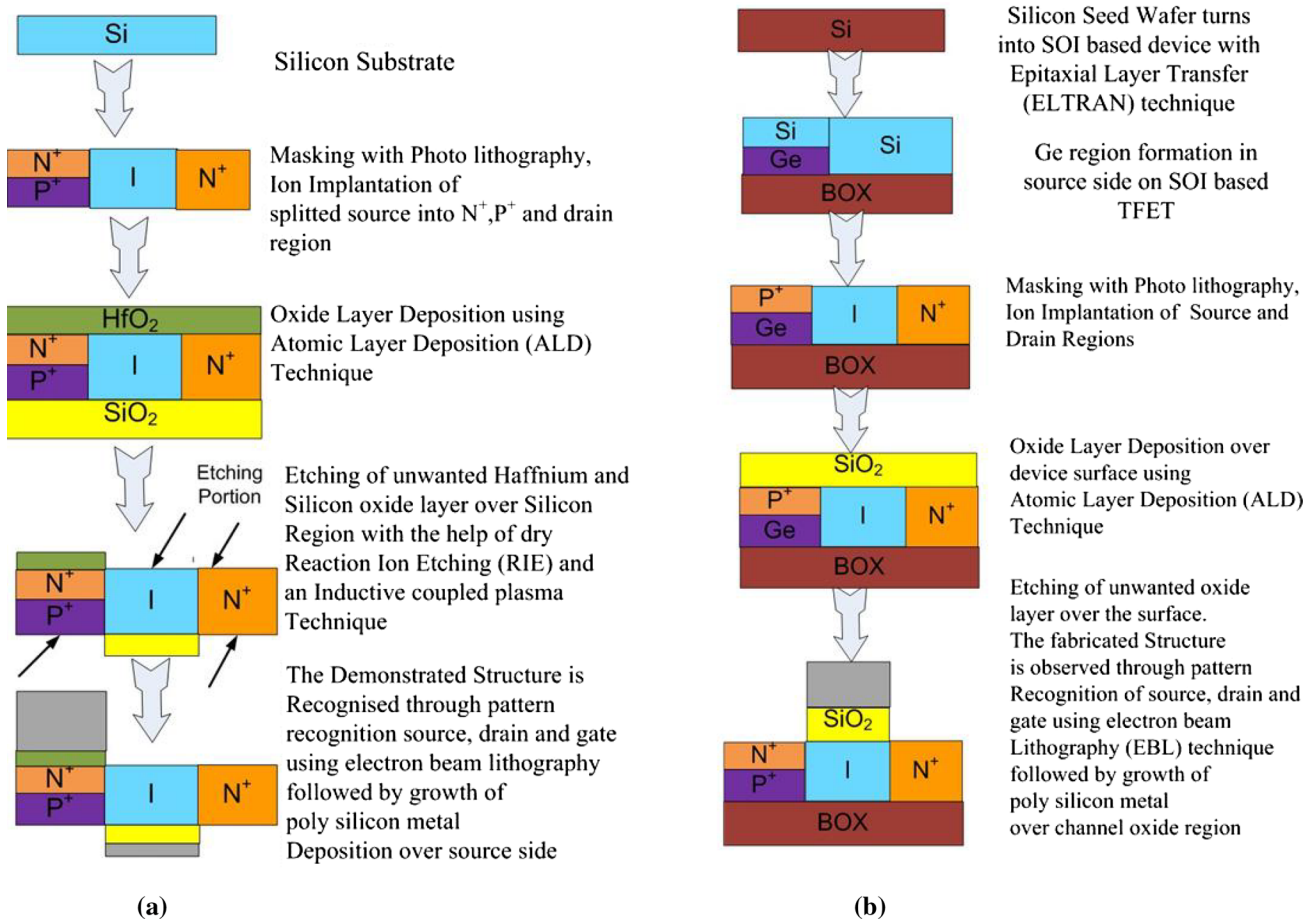 Si
Silicon Substrate
N+
P+
I
N+
Masking with Photo lithography,
Ion Implantation of
splitted source into N+,P+ and drain
region
HfO2
N+
P+
I
N+
SiO2
Oxide Layer Deposition using
Atomic Layer Deposition (ALD)
Technique
Etching
Portion
N+
P+
I
N+
Etching of unwanted Haffnium and
Silicon oxide layer over Silicon
Region with the help of dry
Reaction Ion Etching (RIE) and
an Inductive coupled plasma
Technique
N+
P+
I
N+
The Demonstrated Structure is
Recognised through pattern
recognition source, drain and gate
using electron beam lithography
followed by growth of
poly silicon metal
Deposition over source side
(a)
Si
Silicon Seed Wafer turns
into SOI based device with
Epitaxial Layer Transfer
(ELTRAN) technique
Si
Ge
Si
BOX
Ge region formation in
source side on SOI based
TFET
P+
Ge
I
N+
BOX
Masking with Photo lithography,
Ion Implantation of Source and
Drain Regions
SiO2
P+
Ge
I
N+
BOX
Oxide Layer Deposition over
device surface using
Atomic Layer Deposition (ALD)
Technique
SiO2
N+
P+
I
N+
BOX
Etching of unwanted oxide
layer over the surface.
The fabricated Structure
is observed through pattern
Recognition of source, drain and
gate using electron beam
Lithography (EBL) technique
followed by growth of
poly silicon metal
over channel oxide region
(b)